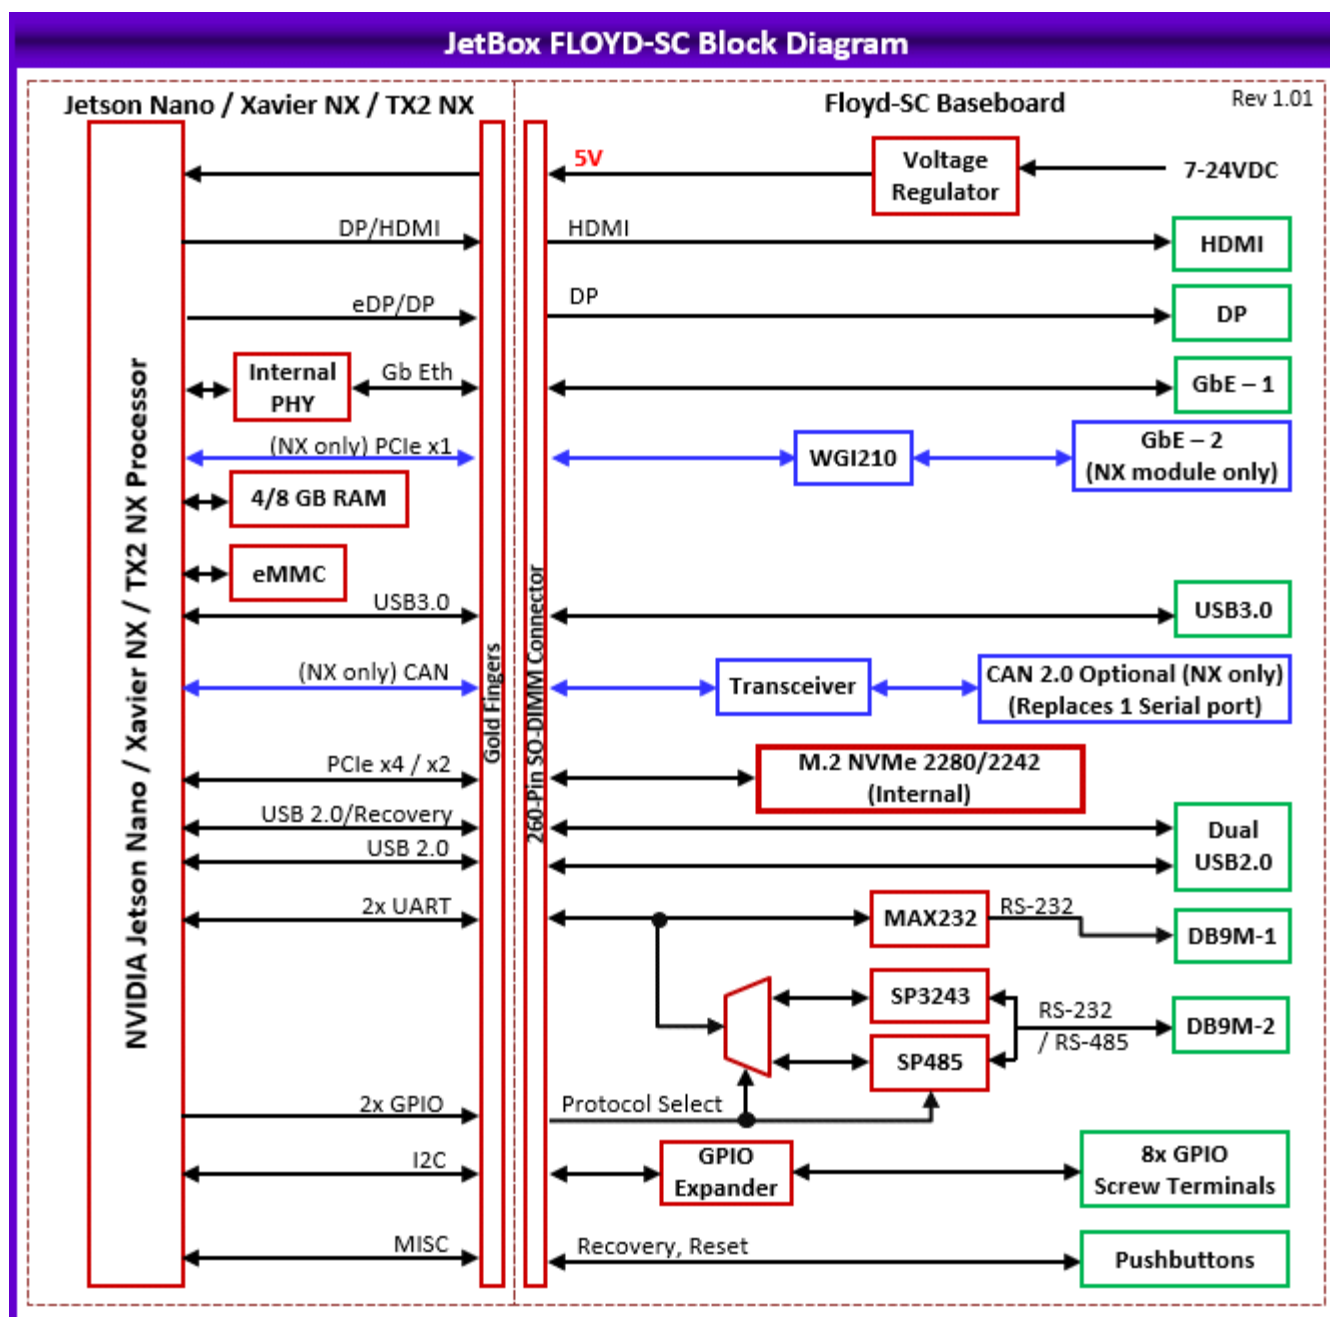 JetBox FLOYD-SC Block Diagram
Jetson Nano / Xavier NX / TX2 NX
Floyd-SC Baseboard
Rev 1.01
5V
Voltage
Regulator
7-24VDC
DP/HDMI
HDMI
HDMI
eDP/DP
DP
DP
Internal
PHY
Gb Eth
GbE – 1
(NX only) PCIe x1
WGI210
GbE – 2
(NX module only)
4/8 GB RAM
eMMC
USB3.0
USB3.0
(NX only) CAN
Transceiver
CAN 2.0 Optional (NX only)
(Replaces 1 Serial port)
NVIDIA Jetson Nano / Xavier NX / TX2 NX Processor
Gold Fingers
260-Pin SO-DIMM Connector
PCIe x4 / x2
M.2 NVMe 2280/2242
(Internal)
USB 2.0/Recovery
USB 2.0
Dual
USB2.0
2x UART
MAX232
RS-232
DB9M-1
SP3243
RS-232
/ RS-485
DB9M-2
SP485
2x GPIO
Protocol Select
I2C
GPIO
Expander
8x GPIO
Screw Terminals
MISC
Recovery, Reset
Pushbuttons